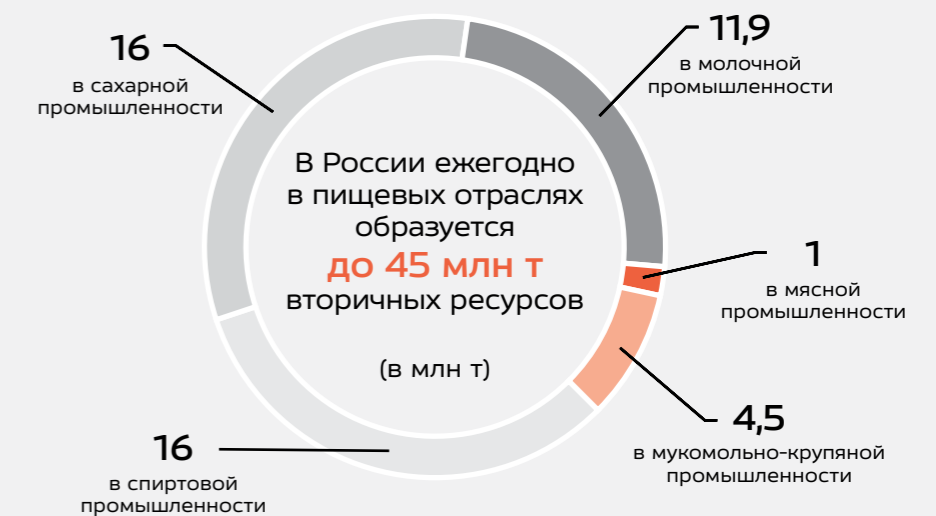 16
в сахарной
промышленности
11,9
в молочной
промышленности
В России ежегодно
в пищевых отраслях
образуется
до 45 млн т
вторичных ресурсов
(в млн т)
1
в мясной
промышленности
4,5
в мукомольно-крупяной
промышленности
16
в спиртовой
промышленности